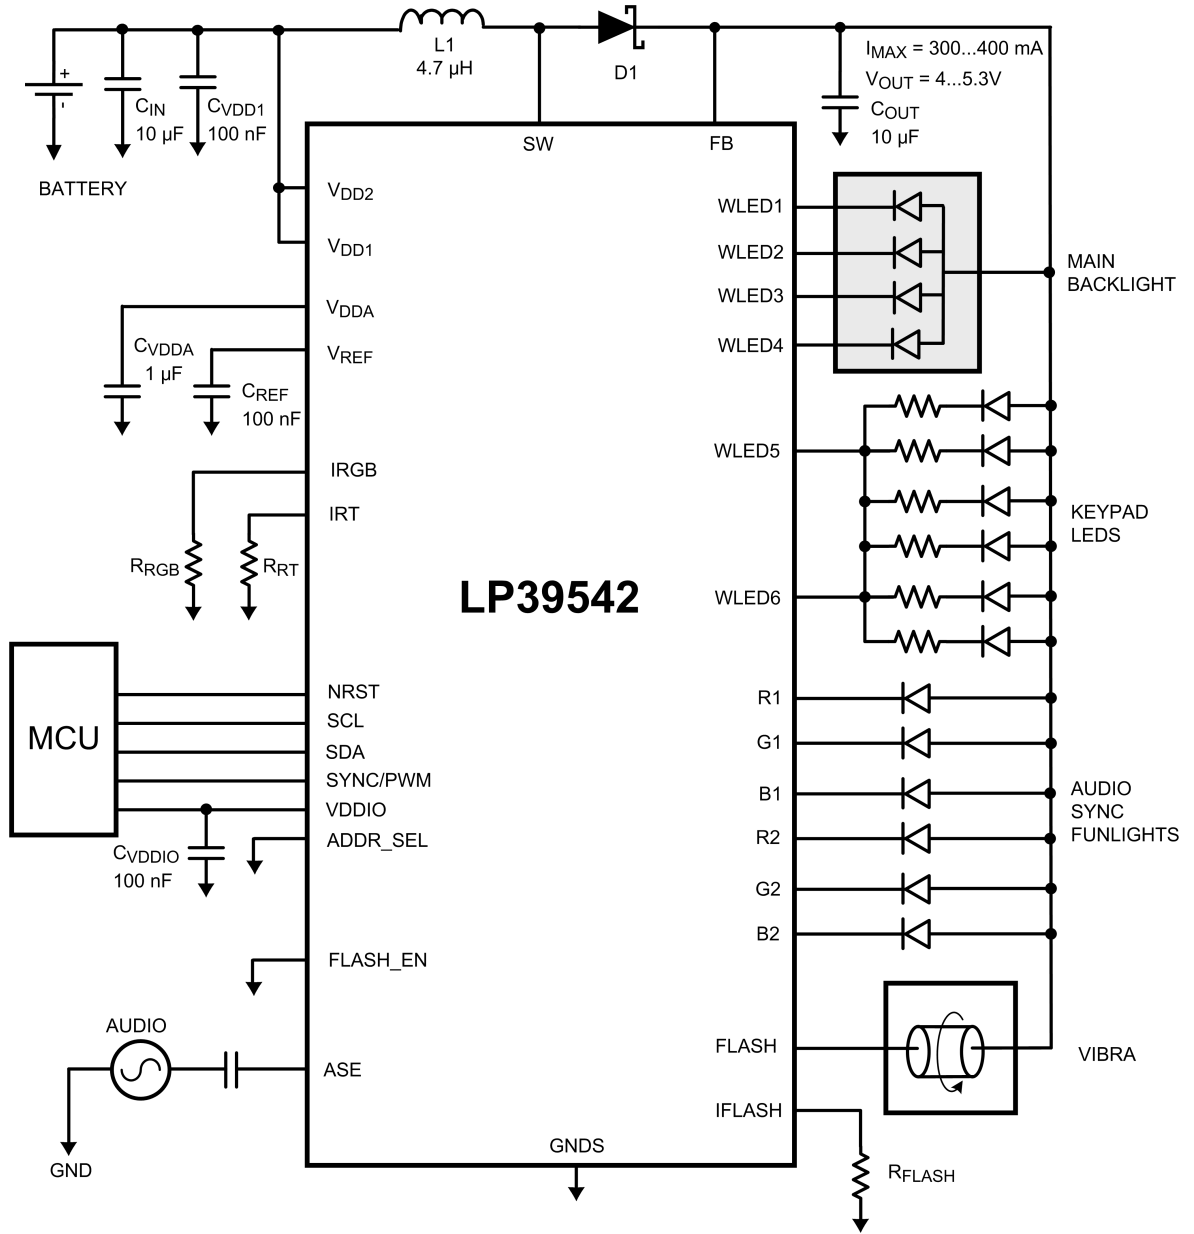 L1
4.7 µH
D1
IMAX = 300...400 mA
VOUT = 4...5.3V
COUT
10 µF
+
-
CIN
10 µF
CVDD1
100 nF
BATTERY
SW
FB
VDD2
VDD1
VDDA
VREF
CVDDA
1 µF
CREF
100 nF
IRGB
IRT
RRGB
RRT
LP39542
WLED1
WLED2
WLED3
WLED4
MAIN
BACKLIGHT
WLED5
WLED6
KEYPAD
LEDS
MCU
NRST
SCL
SDA
SYNC/PWM
VDDIO
ADDR_SEL
CVDDIO
100 nF
R1
G1
B1
R2
G2
B2
AUDIO
SYNC
FUNLIGHTS
FLASH_EN
AUDIO
ASE
GND
FLASH
VIBRA
IFLASH
RFLASH
GNDS